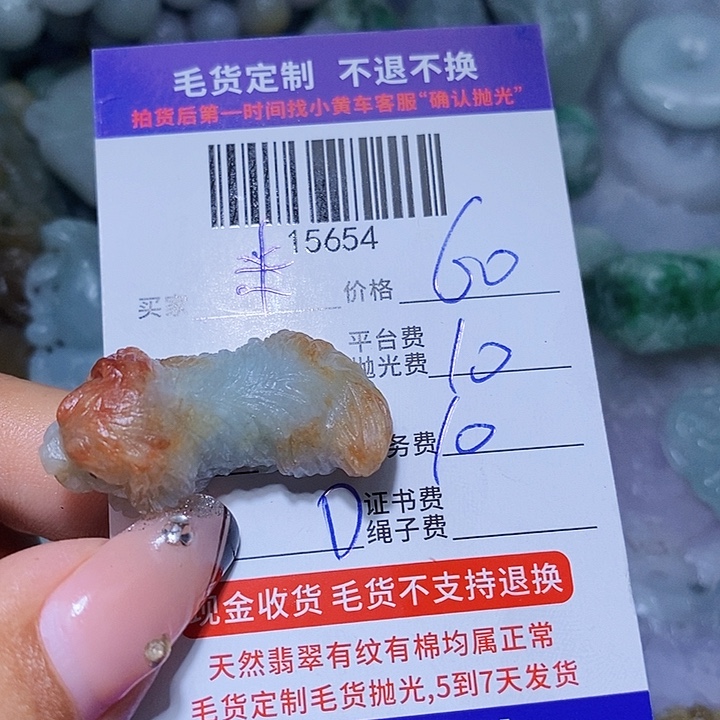 毛货定制 不退不换
拍货后第一时间找小黄车客服“确认抛光”
15654
买家 价格 60
平台费
抛光费 10
务费 10
D 证书费
绳子费
现金收货 毛货不支持退换
天然翡翠有纹有棉均属正常
毛货定制毛货抛光,5到7天发货